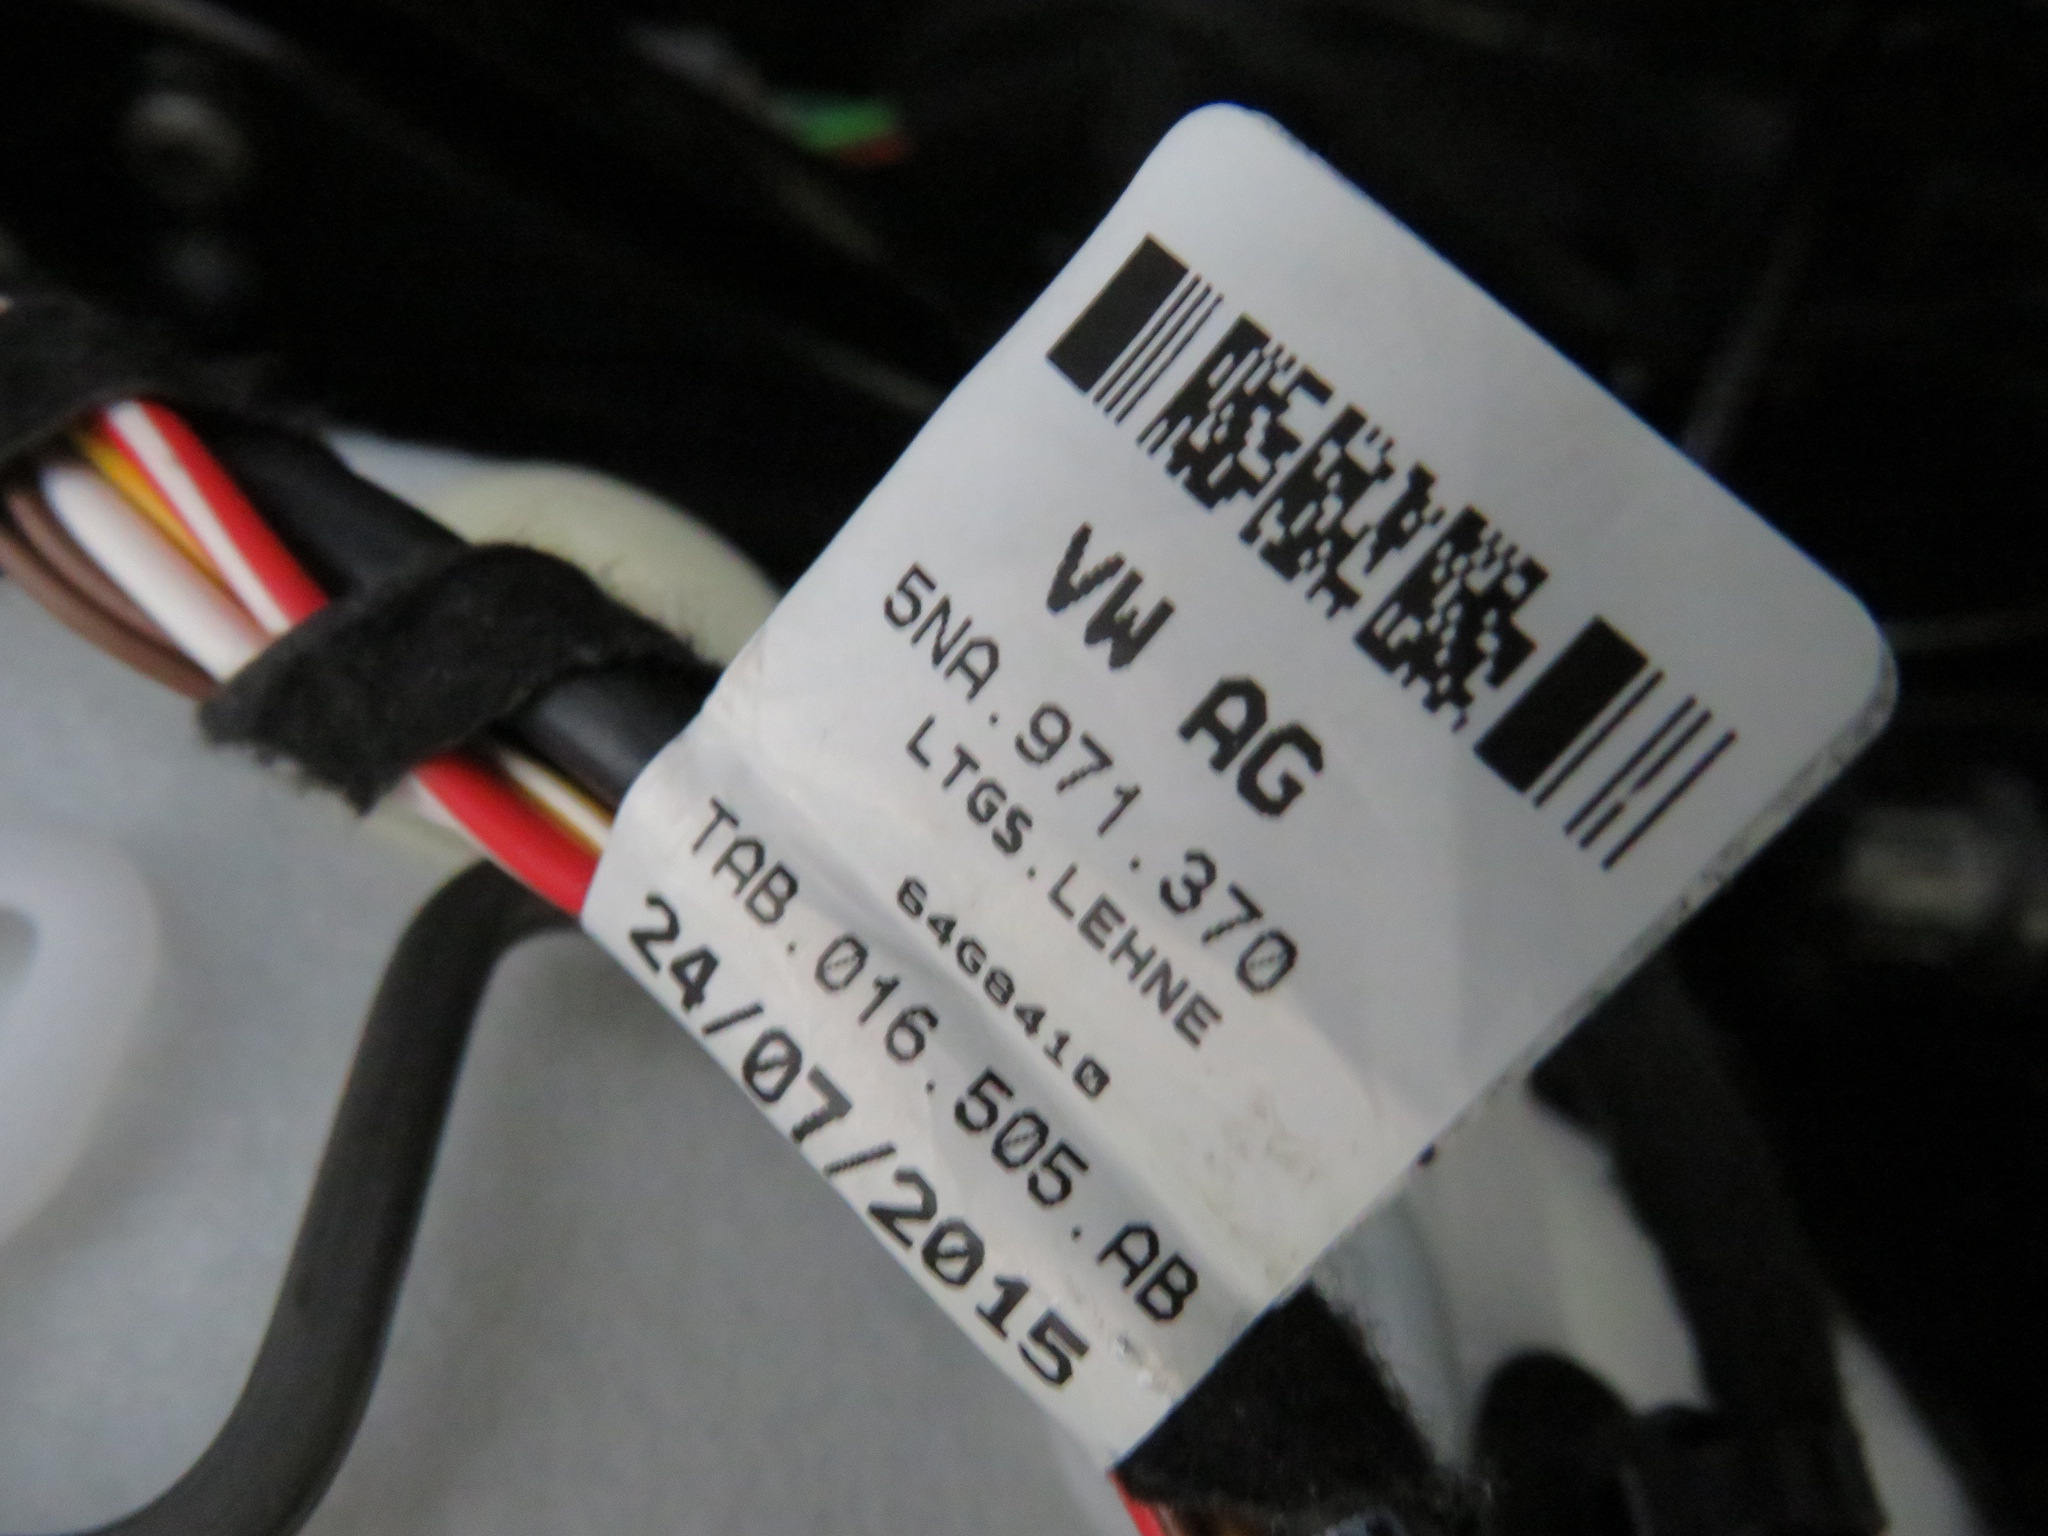 VW AG
5NA.971.370
LTGS.LEHNE
64G8410
TAB.016.505.AB
24/07/2015